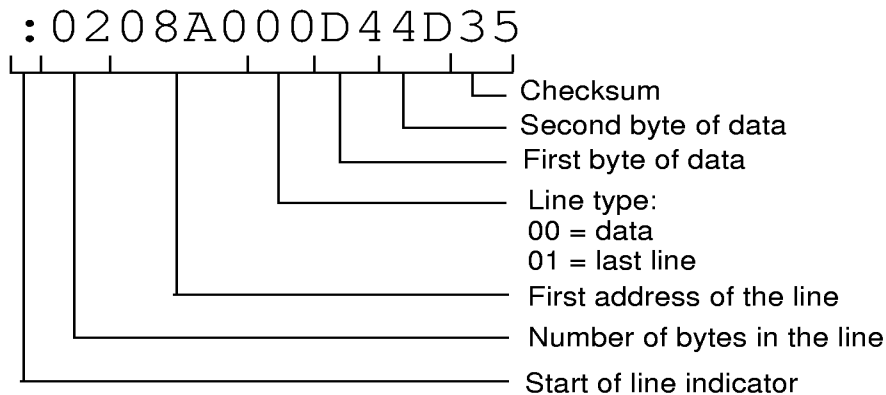 :0208A000D44D35
Checksum
Second byte of data
First byte of data
Line type:
00 = data
01 = last line
First address of the line
Number of bytes in the line
Start of line indicator